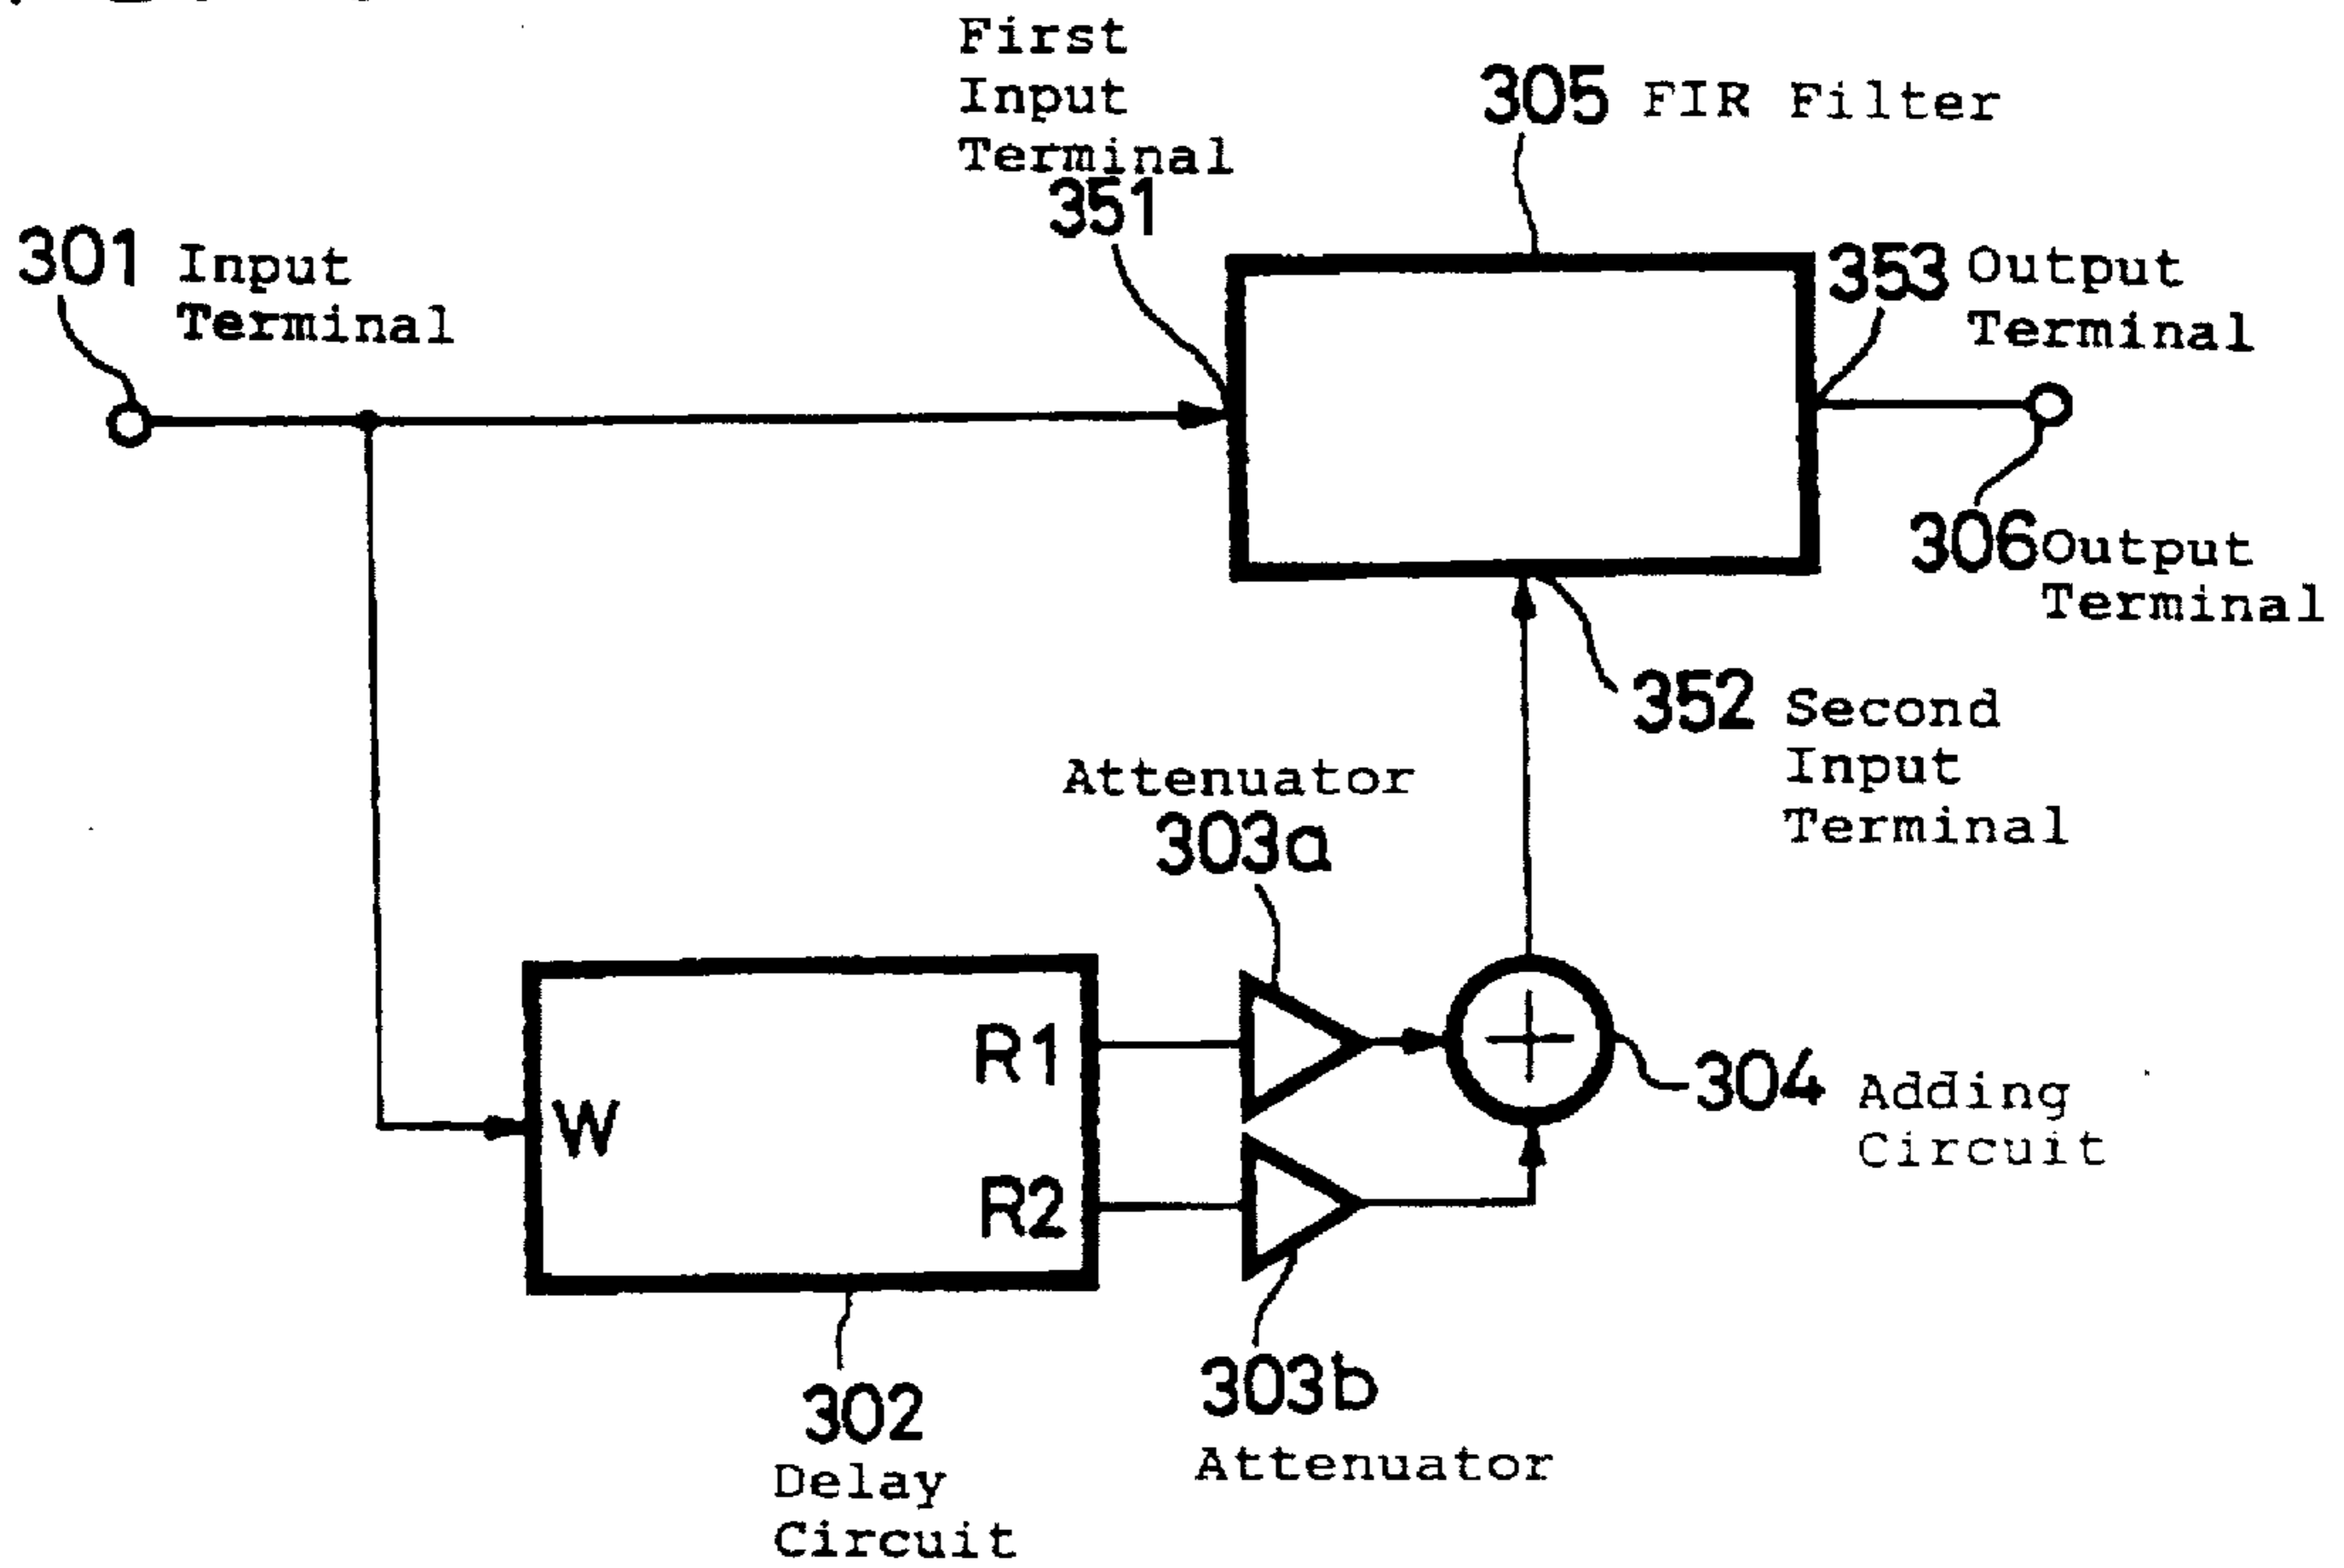 First
Input
Terminal
351
305 FIR Filter
301 Input
Terminal
353 Output
Terminal
306 Output
Terminal
352 Second
Input
Terminal
Attenuator
303a
R1
W
R2
304 Adding
Circuit
302
Delay
Circuit
303b
Attenuator